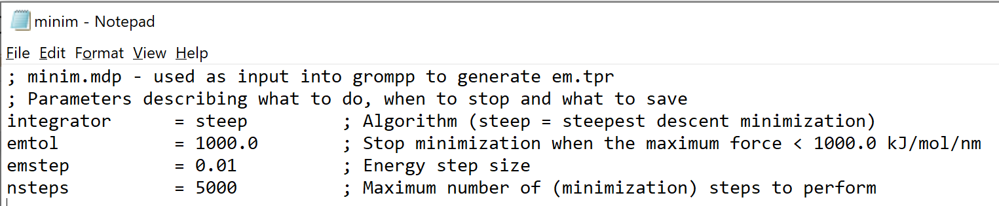 minim - Notepad
File Edit Format View Help
; minim.mdp - used as input into grompp to generate em.tpr
; Parameters describing what to do, when to stop and what to save
integrator      = steep         ; Algorithm (steep = steepest descent minimization)
emtol           = 1000.0        ; Stop minimization when the maximum force < 1000.0 kJ/mol/nm
emstep          = 0.01          ; Energy step size
nsteps          = 5000          ; Maximum number of (minimization) steps to perform